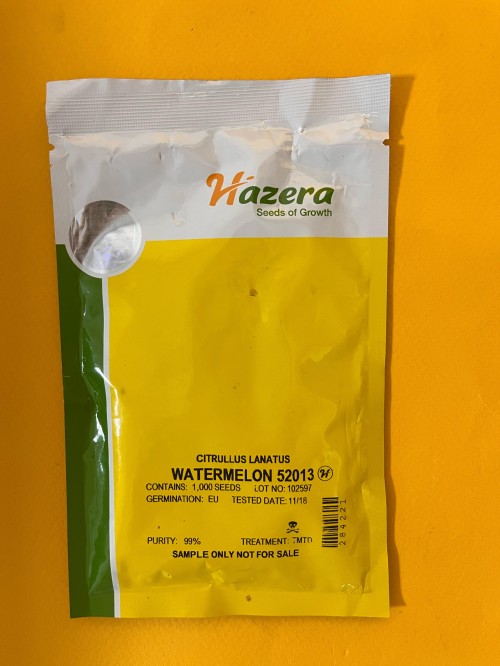 Hazera
Seeds of Growth
CITRULLUS LANATUS
WATERMELON 52013 H
CONTAINS: 1,000 SEEDS LOT NO: 102597
GERMINATION: EU TESTED DATE: 11/18
PURITY: 99% TREATMENT: TMTD
SAMPLE ONLY NOT FOR SALE
284221